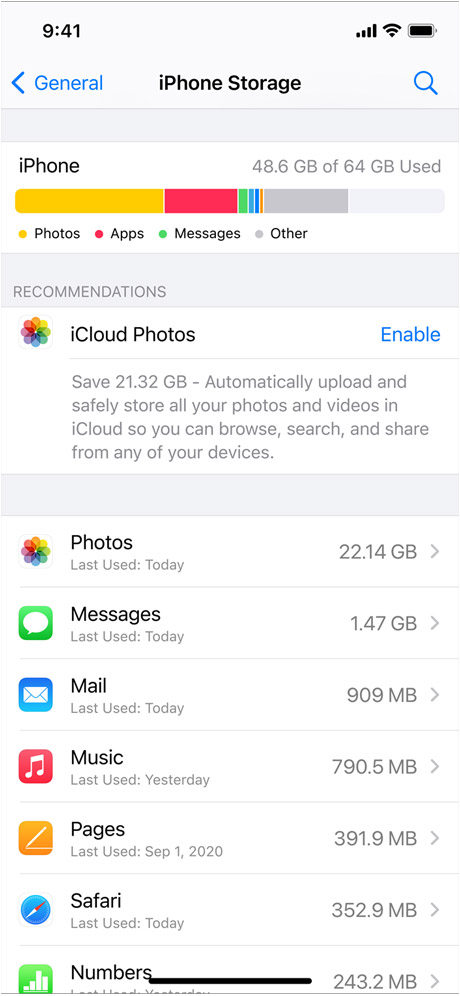 9:41
General
iPhone Storage
iPhone
48.6 GB of 64 GB Used
Photos
Apps
Messages
Other
RECOMMENDATIONS
iCloud Photos
Enable
Save 21.32 GB - Automatically upload and
safely store all your photos and videos in
iCloud so you can browse, search, and share
from any of your devices.
Photos
22.14 GB
Last Used: Today
Messages
1.47 GB
Last Used: Today
Mail
909 MB
Last Used: Today
Music
790.5 MB
Last Used: Yesterday
Pages
391.9 MB
Last Used: Sep 1, 2020
Safari
352.9 MB
Last Used: Today
Numbers
243.2 MB